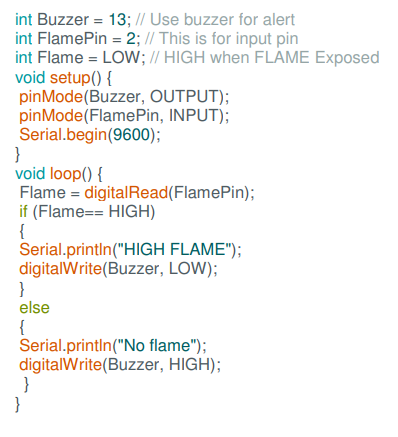 int Buzzer = 13; // Use buzzer for alert
int FlamePin = 2; // This is for input pin
int Flame = LOW; // HIGH when FLAME Exposed
void setup() {
pinMode(Buzzer, OUTPUT);
pinMode(FlamePin, INPUT);
Serial.begin(9600);
}
void loop() {
Flame = digitalRead(FlamePin);
if (Flame== HIGH)
{
Serial.println("HIGH FLAME");
digitalWrite(Buzzer, LOW);
}
else
{
Serial.println("No flame");
digitalWrite(Buzzer, HIGH);
}
}